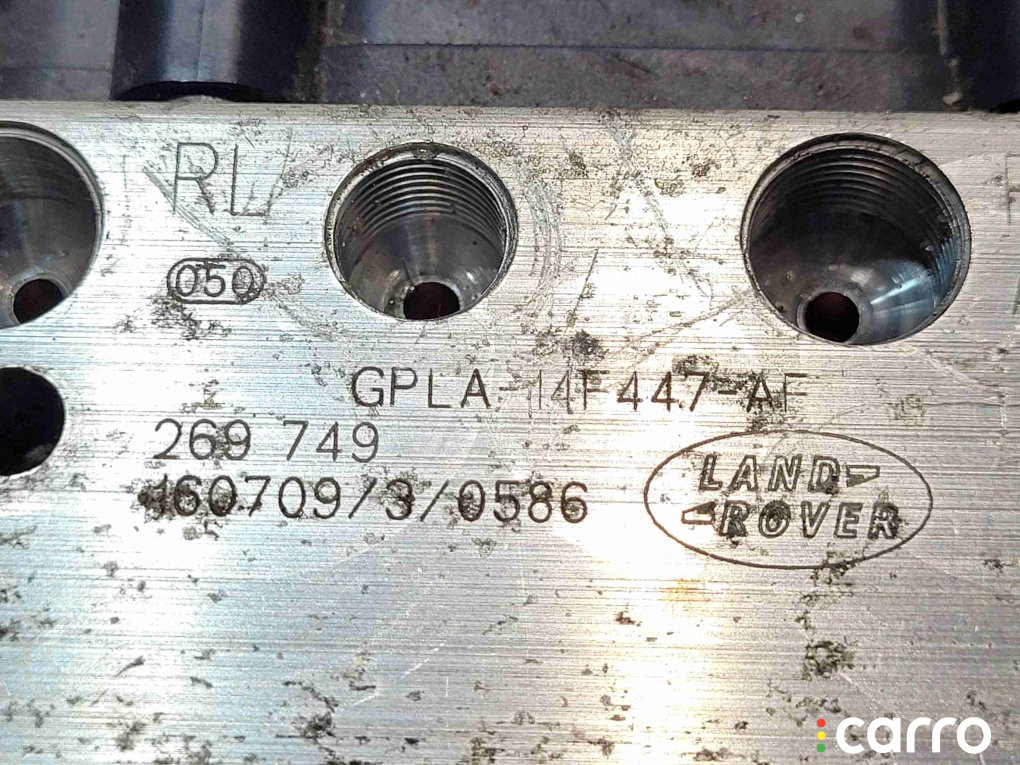 RL
050
GPLA-14F447-AF
269 749
160709/3/0586
LAND
ROVER
carro